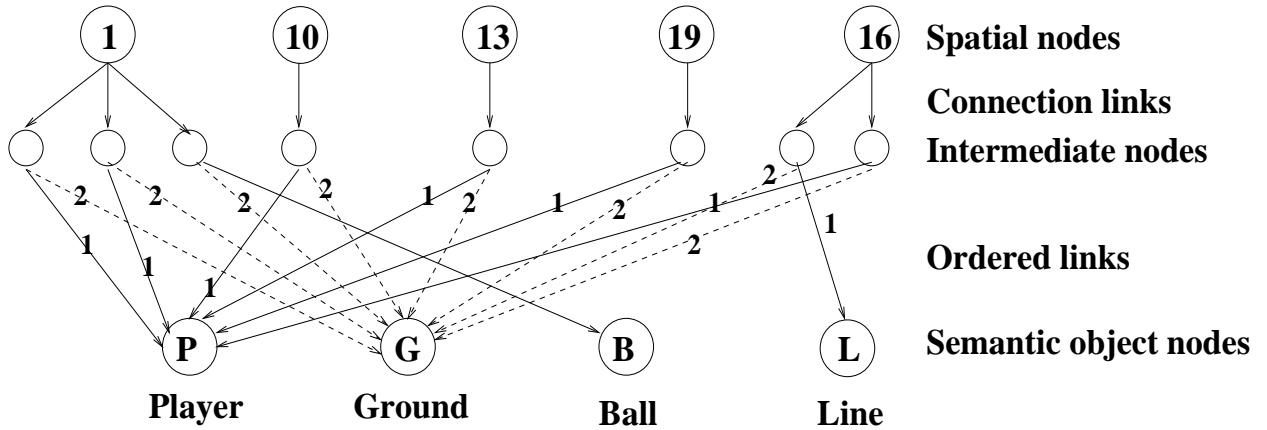 1 10 13 19 16 Spatial nodes
Connection links
Intermediate nodes
2 2 2 2 1 2 1 2 2 1 1
1 1 1 2 Ordered links
P G B L Semantic object nodes
Player Ground Ball Line